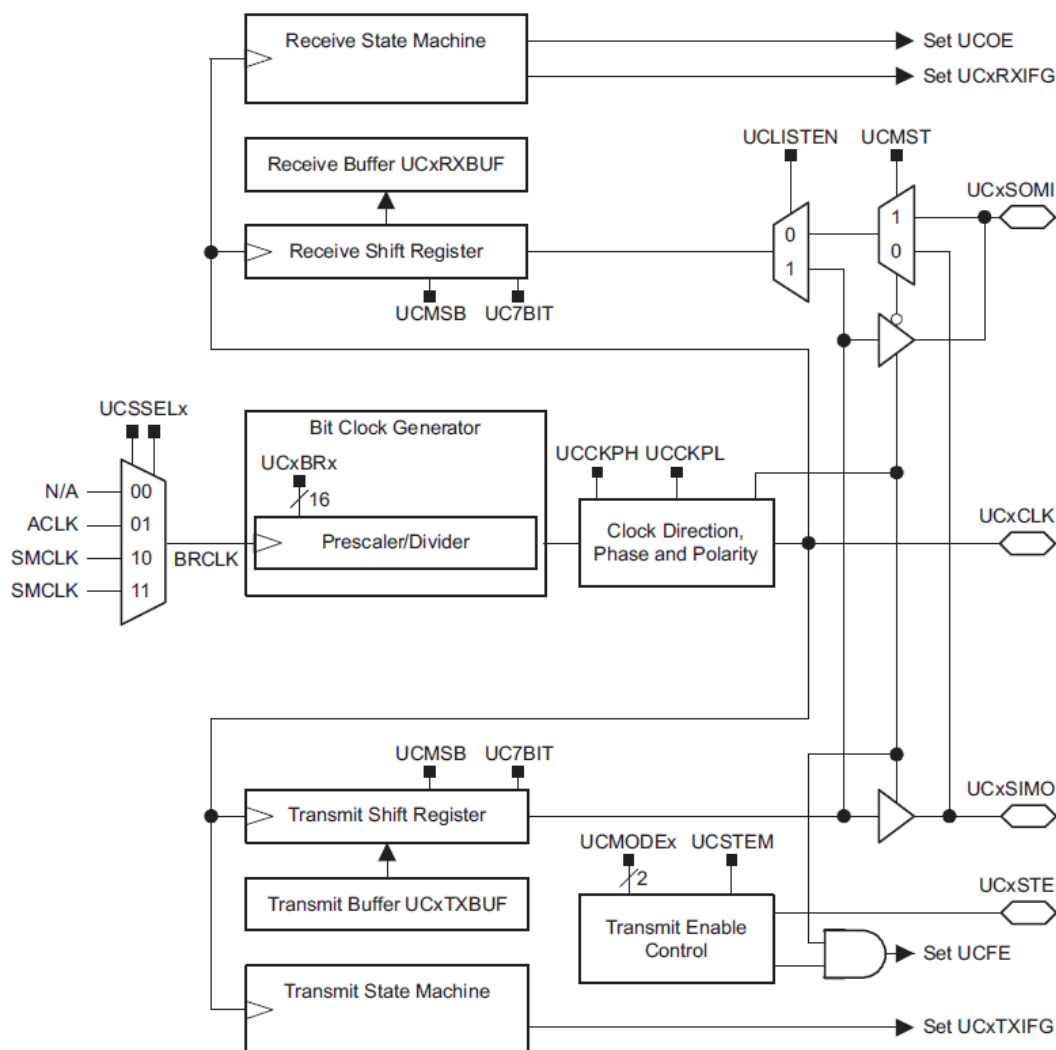 Receive State Machine
Set UCOE
Set UCxRXIFG
Receive Buffer UCxRXBUF
UCLISTEN
UCMST
UCxSOMI
Receive Shift Register
0
1
1
0
UCMSB
UC7BIT
UCSSELx
Bit Clock Generator
UCxBRx
16
UCCKPH
UCCKPL
N/A
00
ACLK
01
SMCLK
10
SMCLK
11
BRCLK
Prescaler/Divider
Clock Direction,
Phase and Polarity
UCxCLK
UCMSB
UC7BIT
Transmit Shift Register
UCxSIMO
UCMODEx
UCSTEM
2
Transmit Buffer UCxTXBUF
Transmit Enable
Control
UCxSTE
Set UCFE
Transmit State Machine
Set UCxTXIFG